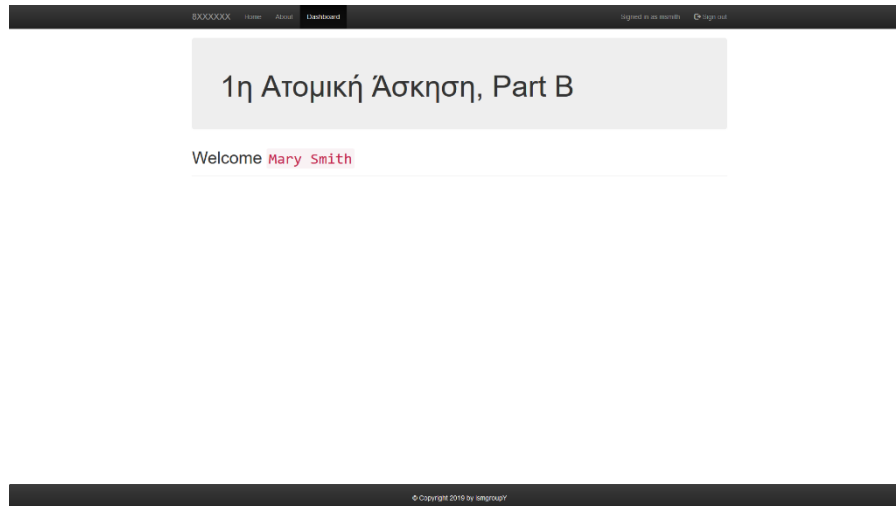 8XXXXXX Home About Dashboard Signed in as msmith Sign out
1η Ατομική Άσκηση, Part B
Welcome Mary Smith
© Copyright 2019 by ismgroupY